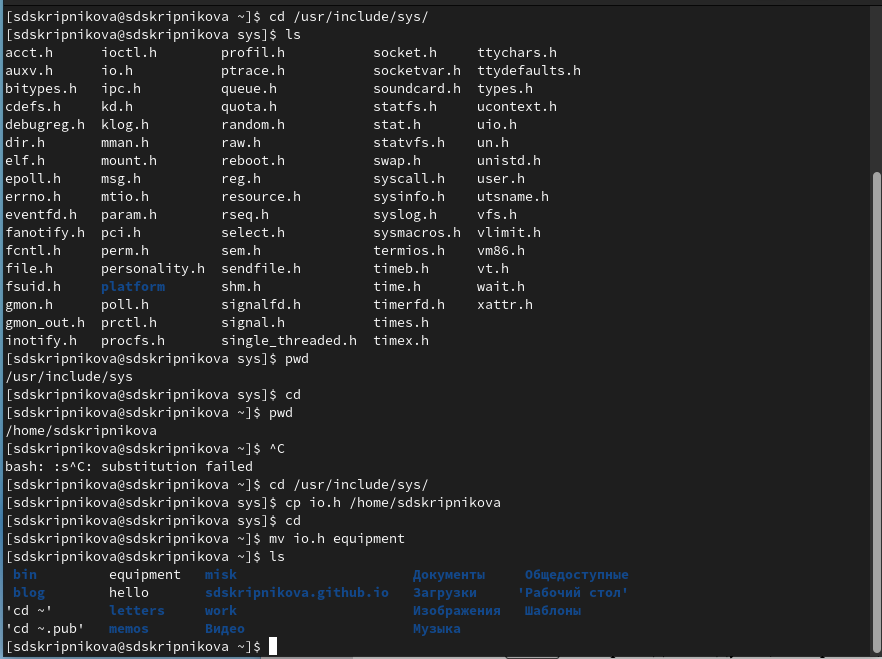 [sdskripnikova@sdskripnikova ~]$ cd /usr/include/sys/
[sdskripnikova@sdskripnikova sys]$ ls
acct.h      ioctl.h        profil.h           socket.h     ttychars.h
auxv.h      io.h           ptrace.h           socketvar.h  ttydefaults.h
bitypes.h   ipc.h          queue.h            soundcard.h  types.h
cdefs.h     kd.h           quota.h            statfs.h     ucontext.h
debugreg.h  klog.h         random.h           stat.h       uio.h
dir.h       mman.h         raw.h              statvfs.h    un.h
elf.h       mount.h        reboot.h           swap.h       unistd.h
epoll.h     msg.h          reg.h              syscall.h    user.h
errno.h     mtio.h         resource.h         sysinfo.h    utsname.h
eventfd.h   param.h        rseq.h             syslog.h     vfs.h
fanotify.h  pci.h          select.h           sysmacros.h  vlimit.h
fcntl.h     perm.h         sem.h              termios.h    vm86.h
file.h      personality.h  sendfile.h         timeb.h      vt.h
fsuid.h     platform       shm.h              time.h       wait.h
gmon.h      poll.h         signalfd.h         timerfd.h    xattr.h
gmon_out.h  prctl.h        signal.h           times.h
inotify.h   procfs.h       single_threaded.h  timex.h
[sdskripnikova@sdskripnikova sys]$ pwd
/usr/include/sys
[sdskripnikova@sdskripnikova sys]$ cd
[sdskripnikova@sdskripnikova ~]$ pwd
/home/sdskripnikova
[sdskripnikova@sdskripnikova ~]$ ^C
bash: :s^C: substitution failed
[sdskripnikova@sdskripnikova ~]$ cd /usr/include/sys/
[sdskripnikova@sdskripnikova sys]$ cp io.h /home/sdskripnikova
[sdskripnikova@sdskripnikova sys]$ cd
[sdskripnikova@sdskripnikova ~]$ mv io.h equipment
[sdskripnikova@sdskripnikova ~]$ ls
 bin         equipment   misk                      Документы     Общедоступные
 blog        hello       sdskripnikova.github.io   Загрузки     'Рабочий стол'
'cd ~'       letters     work                      Изображения   Шаблоны
'cd ~.pub'   memos       Видео                     Музыка
[sdskripnikova@sdskripnikova ~]$